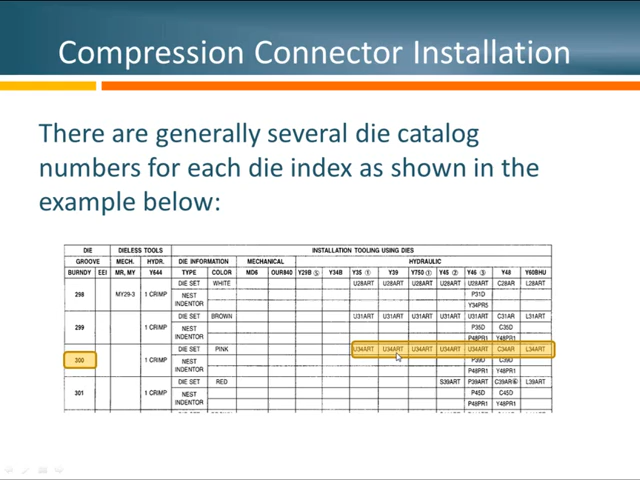 Compression Connector Installation
There are generally several die catalog
numbers for each die index as shown in the
example below:
DIE DIELESS TOOLS INSTALLATION TOOLING USING DIES
GROOVE MECH. HYDR. DIE INFORMATION MECHANICAL HYDRAULIC
BURNDY EEI MR, MY Y644 TYPE COLOR MD6 OUR840 Y29B Y34B Y35 ① Y39 Y750 ① Y45 ② Y46 ③ Y48 Y60BHU
298 MY29-3 1 CRIMP DIE SET WHITE U28ART U28ART U28ART U28ART U28ART C28AR L28ART
NEST P31D
INDENTOR Y34PR5
299 1 CRIMP DIE SET BROWN U31ART U31ART U31ART U31ART U31ART C31AR L31ART
NEST P35D C35D
INDENTOR P48PR1 Y48PR1
300 1 CRIMP DIE SET PINK U34ART U34ART U34ART U34ART U34ART C34AR L34ART
NEST P39D C39D
INDENTOR P48PR1 Y48PR1
301 1 CRIMP DIE SET RED S39ART P39ART L39ART
NEST P45D C45D
INDENTOR P48PR1 Y48PR1